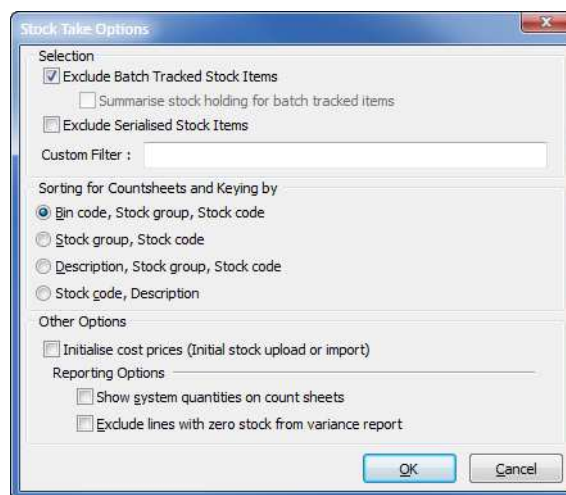 Stock Take Options
Selection
Exclude Batch Tracked Stock Items
Summarise stock holding for batch tracked items
Exclude Serialised Stock Items
Custom Filter :
Sorting for Countsheets and Keying by
Bin code, Stock group, Stock code
Stock group, Stock code
Description, Stock group, Stock code
Stock code, Description
Other Options
Initialise cost prices (Initial stock upload or import)
Reporting Options
Show system quantities on count sheets
Exclude lines with zero stock from variance report
OK Cancel